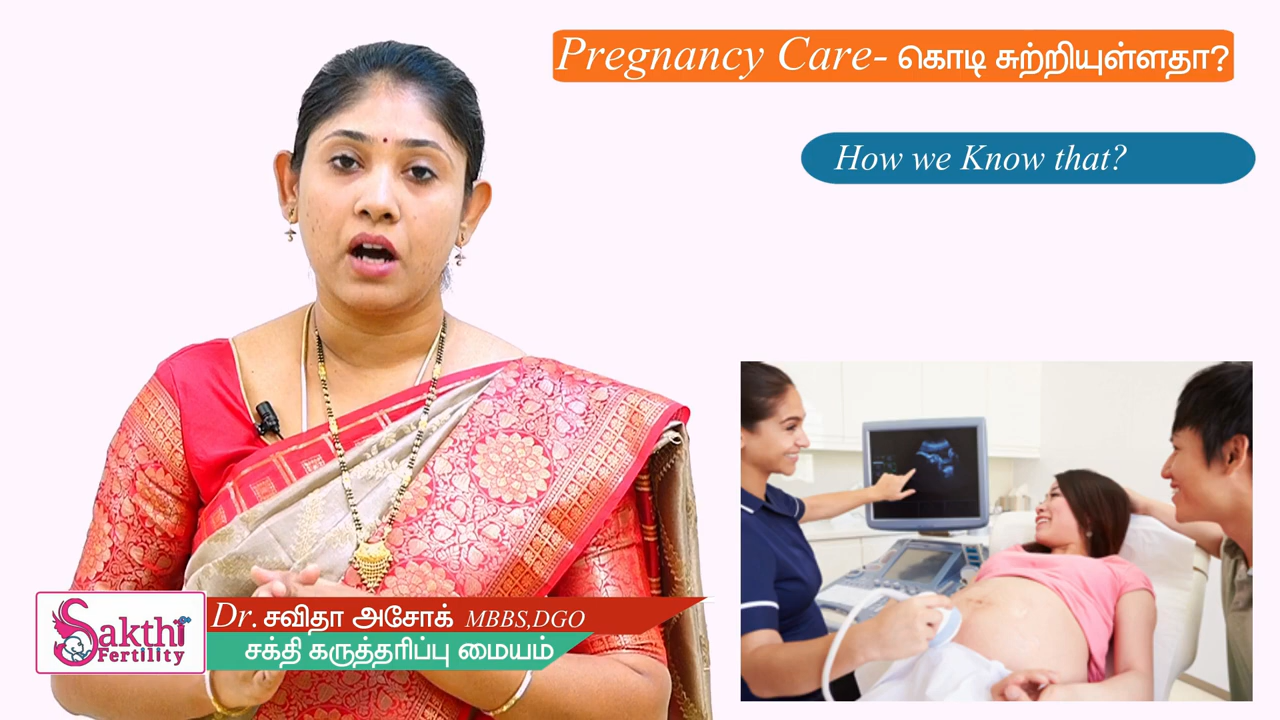 Pregnancy Care- கொடி சுற்றியுள்ளதா?
How we Know that?
Dr. சவிதா அசோக் MBBS,DGO
சக்தி கருத்தரிப்பு மையம்
Sakthi
Fertility